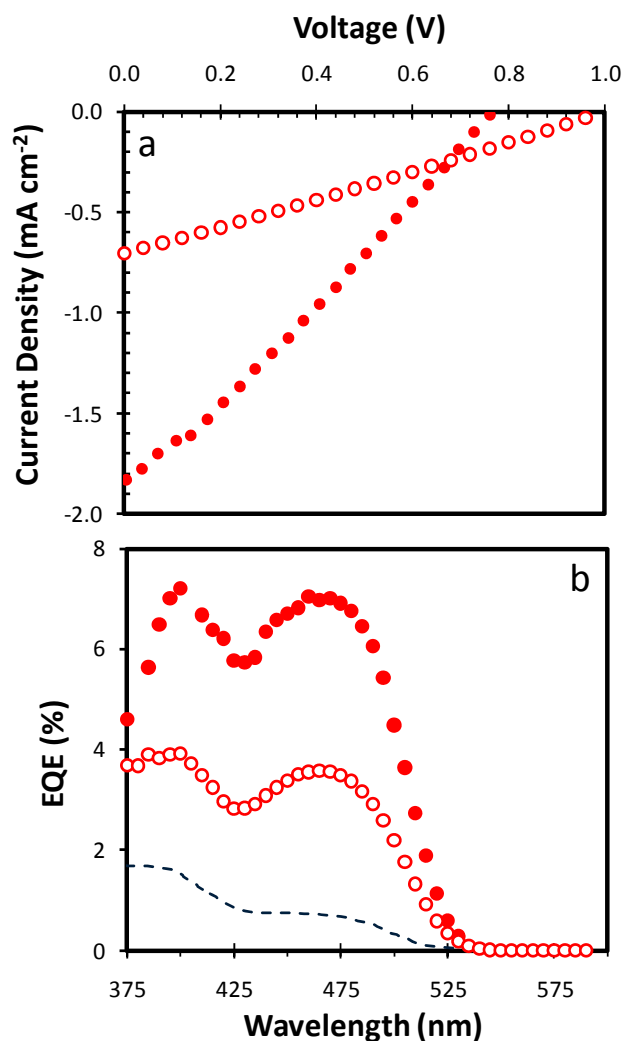 Voltage (V)
0.0 0.2 0.4 0.6 0.8 1.0
a
0.0
-0.5
-1.0
-1.5
-2.0
Current Density (mA cm-2)
b
8
6
4
2
0
EQE (%)
375 425 475 525 575
Wavelength (nm)